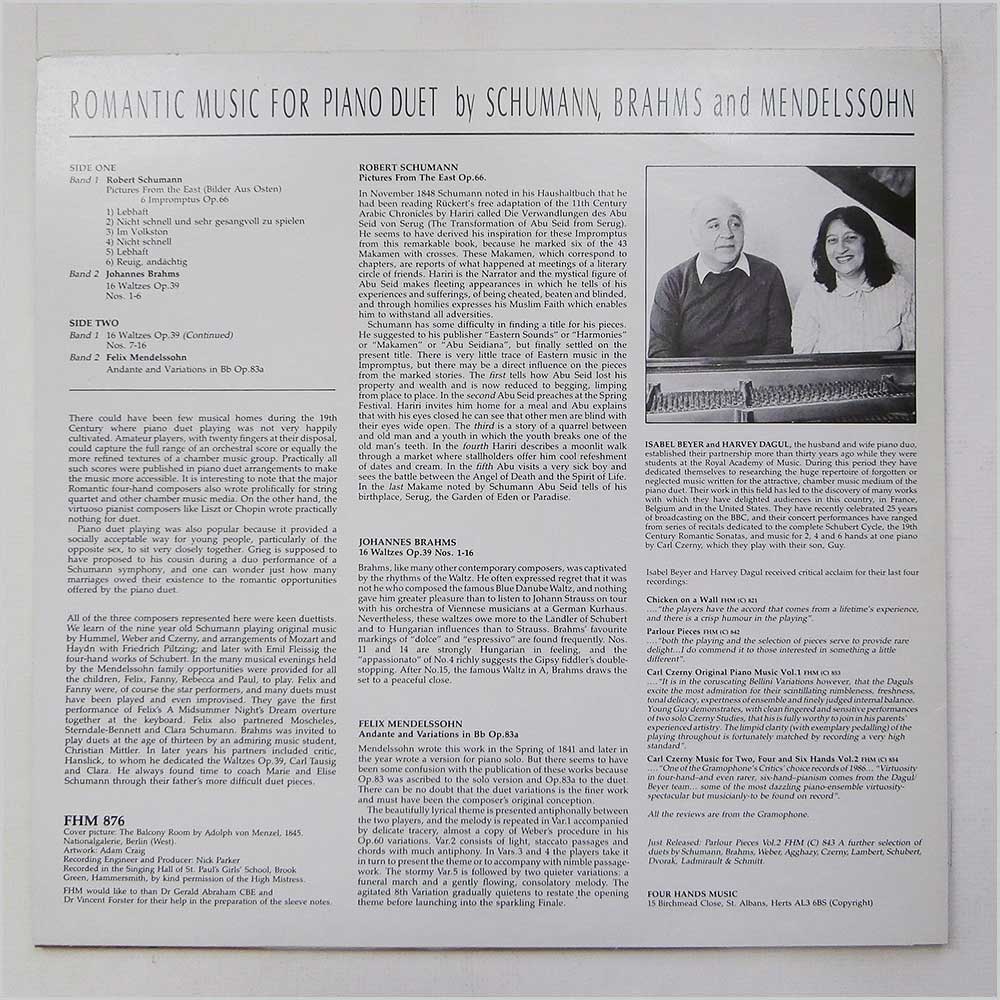 ROMANTIC MUSIC FOR PIANO DUET by SCHUMANN, BRAHMS and MENDELSSOHN
SIDE ONE
Band 1 Robert Schumann
Pictures From the East (Bilder Aus Osten)
6 Impromptus Op.66
1) Lebhaft
2) Nicht schnell und sehr gesangvoll zu spielen
3) Im Volkston
4) Nicht schnell
5) Lebhaft
6) Reuig, andächtig
Band 2 Johannes Brahms
16 Waltzes Op.39
Nos. 1-6
SIDE TWO
Band 1 16 Waltzes Op.39 (Continued)
Nos. 7-16
Band 2 Felix Mendelssohn
Andante and Variations in Bb Op.83a
There could have been few musical homes during the 19th
Century where piano duet playing was not very happily
cultivated. Amateur players, with twenty fingers at their disposal,
could capture the full range of an orchestral score or equally the
more refined textures of a chamber music group. Practically all
such scores were published in piano duet arrangements to make
the music more accessible. It is interesting to note that the major
Romantic four-hand composers also wrote prolifically for string
quartet and other chamber music media. On the other hand, the
virtuoso pianist composers like Liszt or Chopin wrote practically
nothing for duet.
Piano duet playing was also popular because it provided a
socially acceptable way for young people, particularly of the
opposite sex, to sit very closely together. Grieg is supposed to
have proposed to his cousin during a duo performance of a
Schumann symphony, and one can wonder just how many
marriages owed their existence to the romantic opportunities
offered by the piano duet.
All of the three composers represented here were keen duettists.
We learn of the nine year old Schumann playing original music
by Hummel, Weber and Czerny, and arrangements of Mozart and
Haydn with Friedrich Piltzing; and later with Emil Fleissig the
four-hand works of Schubert. In the many musical evenings held
by the Mendelssohn family opportunities were provided for all
the children, Felix, Fanny, Rebecca and Paul, to play. Felix and
Fanny were, of course the star performers, and many duets must
have been played and even improvised. They gave the first
performance of Felix's A Midsummer Night's Dream overture
together at the keyboard. Felix also partnered Moscheles,
Sterndale-Bennett and Clara Schumann. Brahms was invited to
play duets at the age of thirteen by an admiring music student,
Christian Mittler. In later years his partners included critic,
Hanslick, to whom he dedicated the Waltzes Op.39, Carl Tausig
and Clara. He always found time to coach Marie and Elise
Schumann through their father's more difficult duet pieces.
FHM 876
Cover picture: The Balcony Room by Adolph von Menzel, 1845.
Nationalgalerie, Berlin (West).
Artwork: Adam Craig
Recording Engineer and Producer: Nick Parker
Recorded in the Singing Hall of St. Paul's Girls' School, Brook
Green, Hammersmith, by kind permission of the High Mistress.
FHM would like to than Dr Gerald Abraham CBE and
Dr Vincent Forster for their help in the preparation of the sleeve notes.
ROBERT SCHUMANN
Pictures From The East Op.66.
In November 1848 Schumann noted in his Haushaltbuch that he
had been reading Rückert's free adaptation of the 11th Century
Arabic Chronicles by Hariri called Die Verwandlungen des Abu
Seid von Serug (The Transformation of Abu Seid from Serug).
He seems to have derived his inspiration for these Impromptus
from this remarkable book, because he marked six of the 43
Makamen with crosses. These Makamen, which correspond to
chapters, are reports of what happened at meetings of a literary
circle of friends. Hariri is the Narrator and the mystical figure of
Abu Seid makes fleeting appearances in which he tells of his
experiences and sufferings, of being cheated, beaten and blinded,
and through homilies expresses his Muslim Faith which enables
him to withstand all adversities.
Schumann has some difficulty in finding a title for his pieces.
He suggested to his publisher "Eastern Sounds" or "Harmonies"
or "Makamen" or "Abu Seidiana", but finally settled on the
present title. There is very little trace of Eastern music in the
Impromptus, but there may be a direct influence on the pieces
from the marked stories. The first tells how Abu Seid lost his
property and wealth and is now reduced to begging, limping
from place to place. In the second Abu Seid preaches at the Spring
Festival. Hariri invites him home for a meal and Abu explains
that with his eyes closed he can see that other men are blind with
their eyes wide open. The third is a story of a quarrel between
and old man and a youth in which the youth breaks one of the
old man's teeth. In the fourth Hariri describes a moonlit walk
through a market where stallholders offer him cool refeshment
of dates and cream. In the fifth Abu visits a very sick boy and
sees the battle between the Angel of Death and the Spirit of Life.
In the last Makame noted by Schumann Abu Seid tells of his
birthplace, Serug, the Garden of Eden or Paradise.
JOHANNES BRAHMS
16 Waltzes Op.39 Nos. 1-16
Brahms, like many other contemporary composers, was captivated
by the rhythms of the Waltz. He often expressed regret that it was
not he who composed the famous Blue Danube Waltz, and nothing
gave him greater pleasure than to listen to Johann Strauss on tour
with his orchestra of Viennese musicians at a German Kurhaus.
Nevertheless, these waltzes owe more to the Ländler of Schubert
and to Hungarian influences than to Strauss. Brahms' favourite
markings of "dolce" and "espressivo" are found frequently. Nos.
11 and 14 are strongly Hungarian in feeling, and the
"appassionato" of No.4 richly suggests the Gipsy fiddler's double-
stopping. After No.15, the famous Waltz in A, Brahms draws the
set to a peaceful close.
FELIX MENDELSSOHN
Andante and Variations in Bb Op.83a
Mendelssohn wrote this work in the Spring of 1841 and later in
the year wrote a version for piano solo. But there seems to have
been some confusion with the publication of these works because
Op.83 was ascribed to the solo version and Op.83a to the duet.
There can be no doubt that the duet variations is the finer work
and must have been the composer's original conception.
The beautifully lyrical theme is presented antiphonally between
the two players, and the melody is repeated in Var.1 accompanied
by delicate tracery, almost a copy of Weber's procedure in his
Op.60 variations. Var.2 consists of light, staccato passages and
chords with much antiphony. In Vars.3 and 4 the players take it
in turn to present the theme or to accompany with nimble passage-
work. The stormy Var.5 is followed by two quieter variations: a
funeral march and a gently flowing, consolatory melody. The
agitated 8th Variation gradually quietens to restate the opening
theme before launching into the sparkling Finale.
ISABEL BEYER and HARVEY DAGUL, the husband and wife piano duo,
established their partnership more than thirty years ago while they were
students at the Royal Academy of Music. During this period they have
dedicated themselves to researching the huge repertoire of forgotten or
neglected music written for the attractive, chamber music medium of the
piano duet. Their work in this field has led to the discovery of many works
with which they have delighted audiences in this country, in France,
Belgium and in the United States. They have recently celebrated 25 years
of broadcasting on the BBC, and their concert performances have ranged
from series of recitals dedicated to the complete Schubert Cycle, the 19th
Century Romantic Sonatas, and music for 2, 4 and 6 hands at one piano
by Carl Czerny, which they play with their son, Guy.
Isabel Beyer and Harvey Dagul received critical acclaim for their last four
recordings:
Chicken on a Wall FHM (C) 821
...."the players have the accord that comes from a lifetime's experience,
and there is a crisp humour in the playing".
Parlour Pieces FHM (C) 842
...."both the playing and the selection of pieces serve to provide rare
delight...I do commend it to those interested in something a little
different".
Carl Czerny Original Piano Music Vol.1 FHM (C) 853
...."It is in the coruscating Bellini Variations however, that the Daguls
excite the most admiration for their scintillating nimbleness, freshness,
tonal delicacy, expertness of ensemble and finely judged internal balance.
Young Guy demonstrates, with clean fingered and sensitive performances
of two solo Czerny Studies, that he is fully worthy to join in his parents'
experienced artistry. The limpid clarity (with exemplary pedalling) of the
playing throughout is fortunately matched by recording a very high
standard".
Carl Czerny Music for Two, Four and Six Hands Vol.2 FHM (C) 854
...."One of the Gramophone's Critics' choice records of 1986... "Virtuosity
in four-hand–and even rarer, six-hand–pianism comes from the Dagul/
Beyer team... some of the most dazzling piano-ensemble virtuosity-
spectacular but musicianly-to be found on record".
All the reviews are from the Gramophone.
Just Released: Parlour Pieces Vol.2 FHM (C) 843 A further selection of
duets by Schumann, Brahms, Weber, Agghazy, Czerny, Lambert, Schubert,
Dvorak, Ladmirault & Schmitt.
FOUR HANDS MUSIC
15 Birchmead Close, St. Albans, Herts AL3 6BS (Copyright)